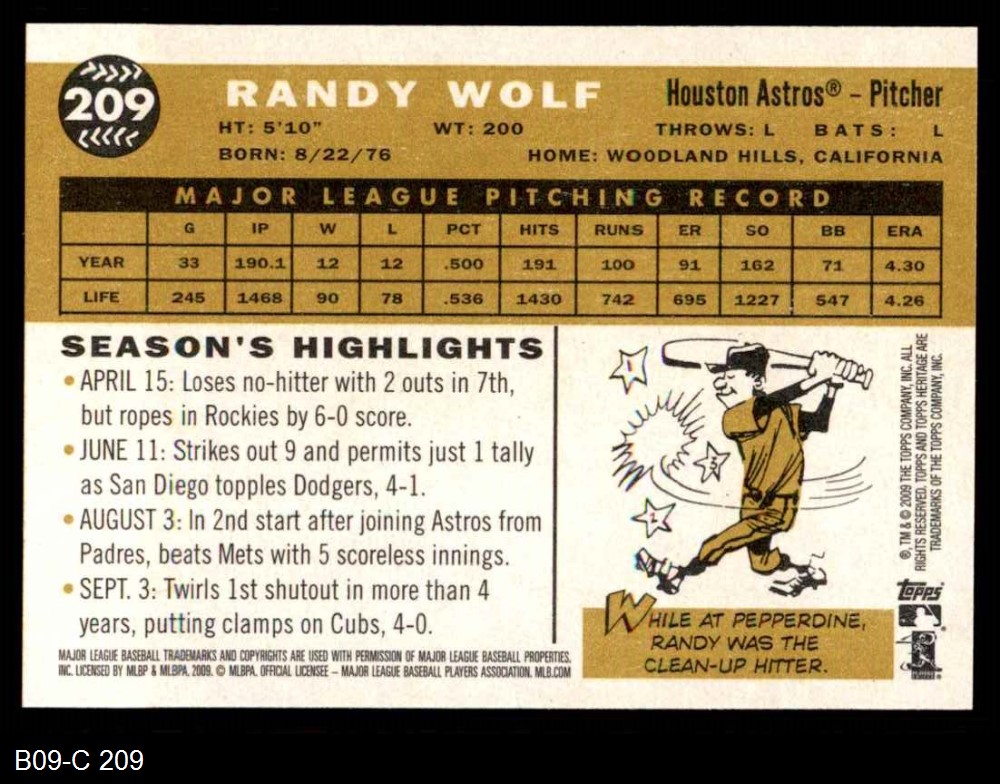 209
RANDY WOLF
Houston Astros® – Pitcher
HT: 5'10" WT: 200 THROWS: L BATS: L
BORN: 8/22/76 HOME: WOODLAND HILLS, CALIFORNIA
MAJOR LEAGUE PITCHING RECORD
G IP W L PCT HITS RUNS ER SO BB ERA
YEAR 33 190.1 12 12 .500 191 100 91 162 71 4.30
LIFE 245 1468 90 78 .536 1430 742 695 1227 547 4.26
SEASON'S HIGHLIGHTS
• APRIL 15: Loses no-hitter with 2 outs in 7th,
but ropes in Rockies by 6-0 score.
• JUNE 11: Strikes out 9 and permits just 1 tally
as San Diego topples Dodgers, 4-1.
• AUGUST 3: In 2nd start after joining Astros from
Padres, beats Mets with 5 scoreless innings.
• SEPT. 3: Twirls 1st shutout in more than 4
years, putting clamps on Cubs, 4-0.
MAJOR LEAGUE BASEBALL TRADEMARKS AND COPYRIGHTS ARE USED WITH PERMISSION OF MAJOR LEAGUE BASEBALL PROPERTIES,
INC. LICENSED BY MLBP & MLBPA, 2009. © MLBPA. OFFICIAL LICENSEE – MAJOR LEAGUE BASEBALL PLAYERS ASSOCIATION. MLB.COM
WHILE AT PEPPERDINE,
RANDY WAS THE
CLEAN-UP HITTER.
®, TM & © 2009 THE TOPPS COMPANY, INC. ALL
RIGHTS RESERVED. TOPPS AND TOPPS HERITAGE ARE
TRADEMARKS OF THE TOPPS COMPANY, INC.
Topps
B09-C 209